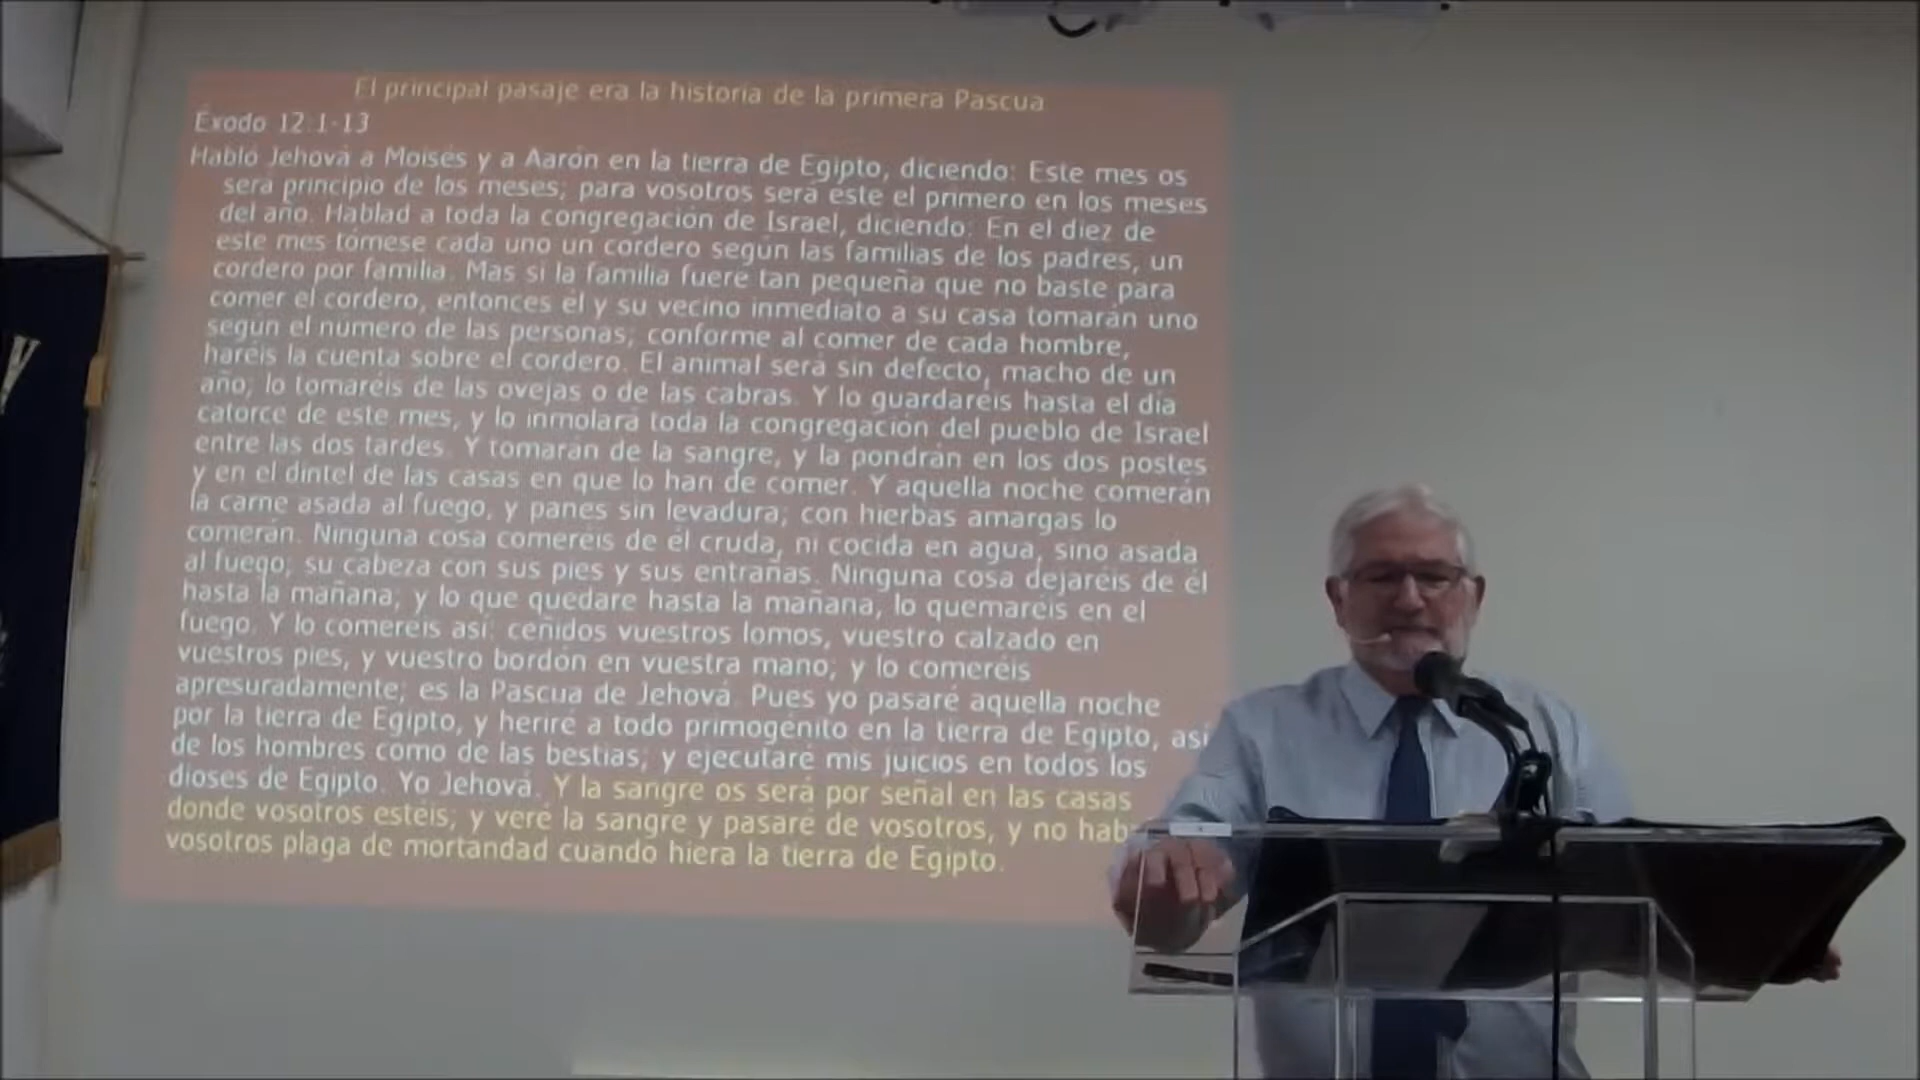 El principal pasaje era la historia de la primera Pascua
Éxodo 12:1-13
Habló Jehová a Moisés y a Aarón en la tierra de Egipto, diciendo: Este mes os
será principio de los meses; para vosotros será éste el primero en los meses
del año. Hablad a toda la congregación de Israel, diciendo: En el diez de
este mes tómese cada uno un cordero según las familias de los padres, un
cordero por familia. Mas si la familia fuere tan pequeña que no baste para
comer el cordero, entonces él y su vecino inmediato a su casa tomarán uno
según el número de las personas; conforme al comer de cada hombre,
haréis la cuenta sobre el cordero. El animal será sin defecto, macho de un
año; lo tomaréis de las ovejas o de las cabras. Y lo guardaréis hasta el día
catorce de este mes, y lo inmolará toda la congregación del pueblo de Israel
entre las dos tardes. Y tomarán de la sangre, y la pondrán en los dos postes
y en el dintel de las casas en que lo han de comer. Y aquella noche comerán
la carne asada al fuego, y panes sin levadura; con hierbas amargas lo
comerán. Ninguna cosa comeréis de él cruda, ni cocida en agua, sino asada
al fuego; su cabeza con sus pies y sus entrañas. Ninguna cosa dejaréis de él
hasta la mañana; y lo que quedare hasta la mañana, lo quemaréis en el
fuego. Y lo comeréis así: ceñidos vuestros lomos, vuestro calzado en
vuestros pies, y vuestro bordón en vuestra mano; y lo comeréis
apresuradamente; es la Pascua de Jehová. Pues yo pasaré aquella noche
por la tierra de Egipto, y heriré a todo primogénito en la tierra de Egipto, así
de los hombres como de las bestias; y ejecutaré mis juicios en todos los
dioses de Egipto. Yo Jehová. Y la sangre os será por señal en las casas
donde vosotros estéis; y veré la sangre y pasaré de vosotros, y no hab
vosotros plaga de mortandad cuando hiera la tierra de Egipto.